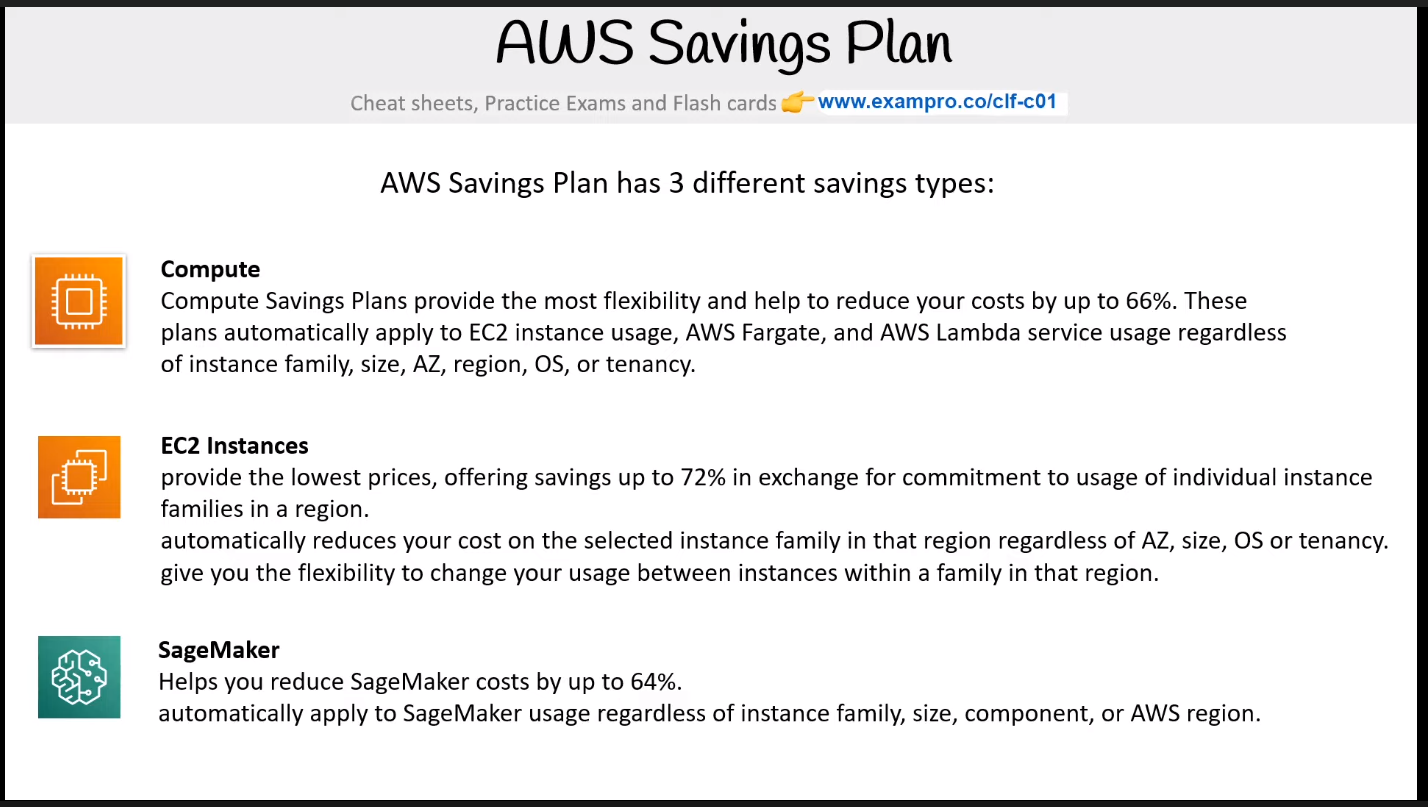 AWS Savings Plan
Cheat sheets, Practice Exams and Flash cards 👉 www.exampro.co/clf-c01
AWS Savings Plan has 3 different savings types:
Compute
Compute Savings Plans provide the most flexibility and help to reduce your costs by up to 66%. These
plans automatically apply to EC2 instance usage, AWS Fargate, and AWS Lambda service usage regardless
of instance family, size, AZ, region, OS, or tenancy.
EC2 Instances
provide the lowest prices, offering savings up to 72% in exchange for commitment to usage of individual instance
families in a region.
automatically reduces your cost on the selected instance family in that region regardless of AZ, size, OS or tenancy.
give you the flexibility to change your usage between instances within a family in that region.
SageMaker
Helps you reduce SageMaker costs by up to 64%.
automatically apply to SageMaker usage regardless of instance family, size, component, or AWS region.